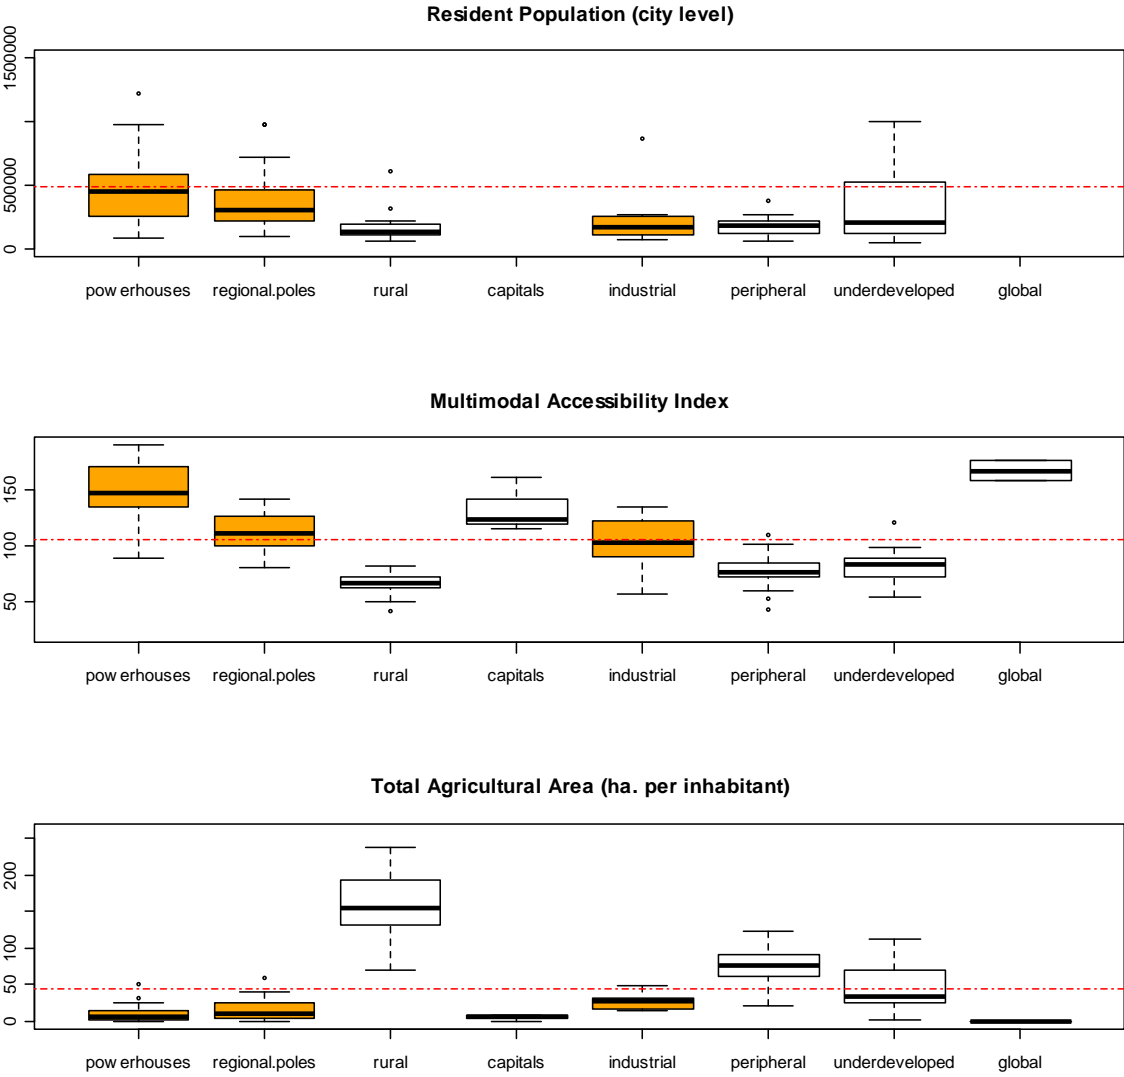 Resident Population (city level)
1500000
500000
0
pow erhouses regional.poles rural capitals industrial peripheral underdeveloped global
Multimodal Accessibility Index
150
100
50
pow erhouses regional.poles rural capitals industrial peripheral underdeveloped global
Total Agricultural Area (ha. per inhabitant)
200
100
50
0
pow erhouses regional.poles rural capitals industrial peripheral underdeveloped global